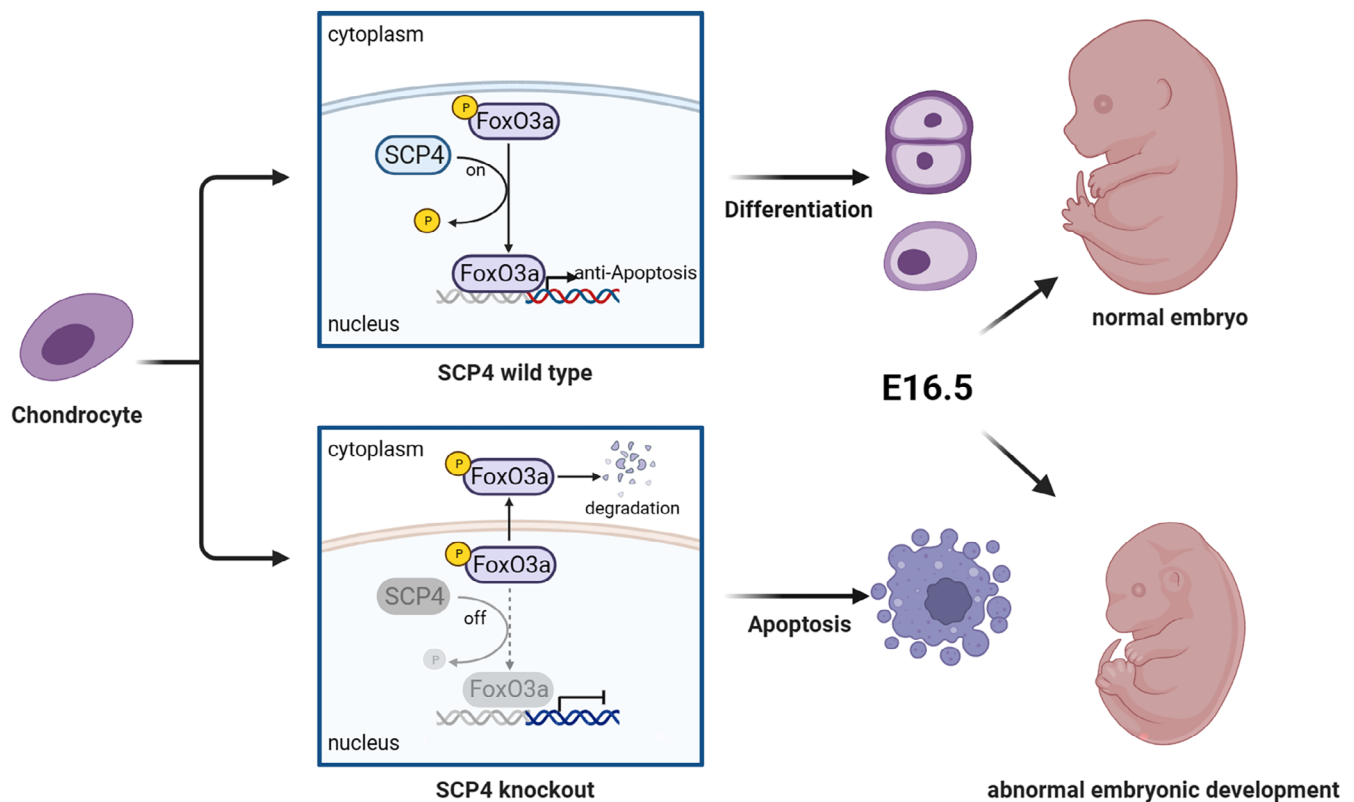 cytoplasm
P
FoxO3a
SCP4
on
P
FoxO3a
anti-Apoptosis
nucleus
SCP4 wild type
Differentiation
normal embryo
Chondrocyte
E16.5
cytoplasm
P
FoxO3a
degradation
P
FoxO3a
SCP4
off
P
FoxO3a
nucleus
SCP4 knockout
Apoptosis
abnormal embryonic development